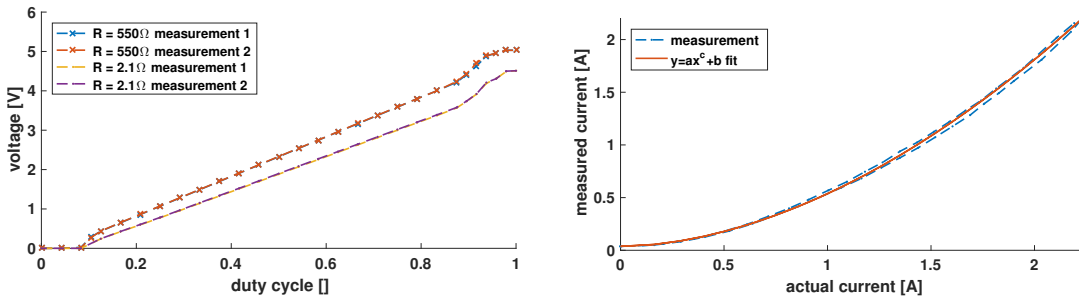 6
5
4
3
2
1
0
voltage [V]
R = 550Ω measurement 1
R = 550Ω measurement 2
R = 2.1Ω measurement 1
R = 2.1Ω measurement 2
0 0.2 0.4 0.6 0.8 1
duty cycle []
2
1.5
1
0.5
0
measured current [A]
measurement
y=ax^c+b fit
0 0.5 1 1.5 2
actual current [A]